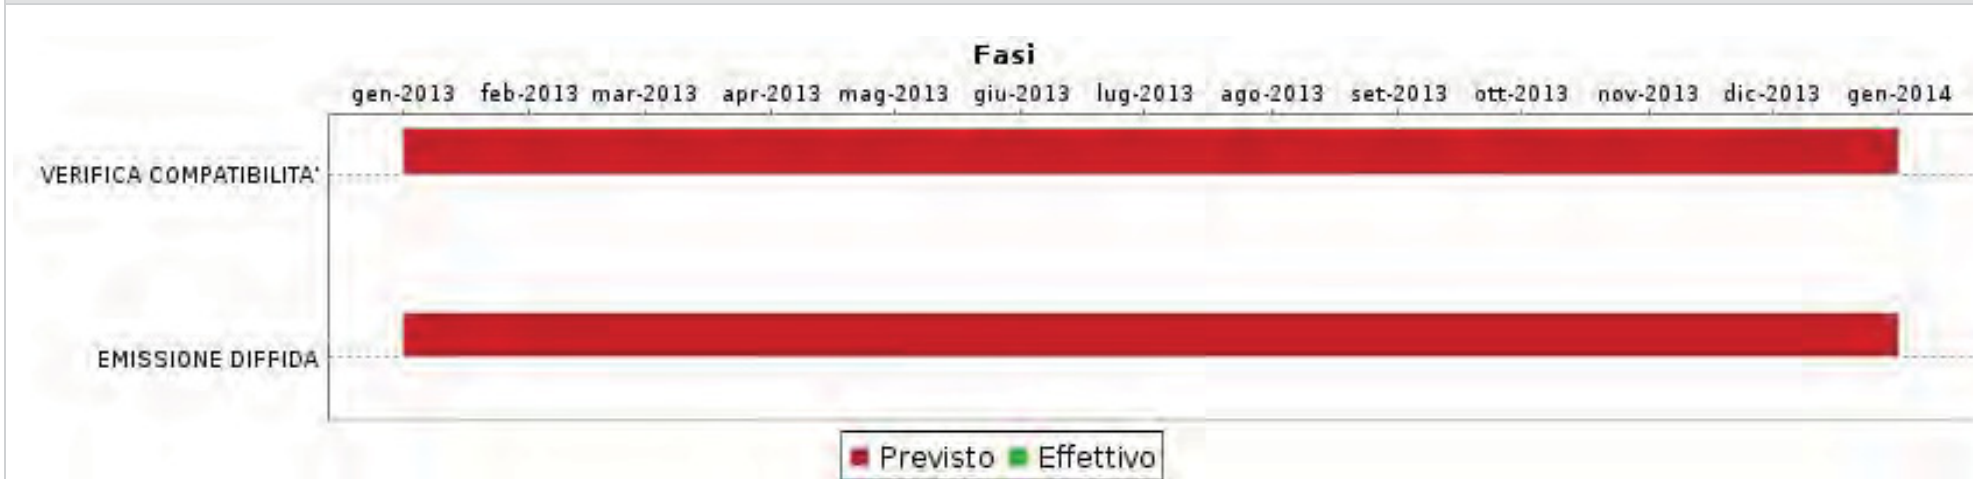 Fasi
gen-2013 feb-2013 mar-2013 apr-2013 mag-2013 giu-2013 lug-2013 ago-2013 set-2013 ott-2013 nov-2013 dic-2013 gen-2014
VERIFICA COMPATIBILITA'
EMISSIONE DIFFIDA
Previsto Effettivo